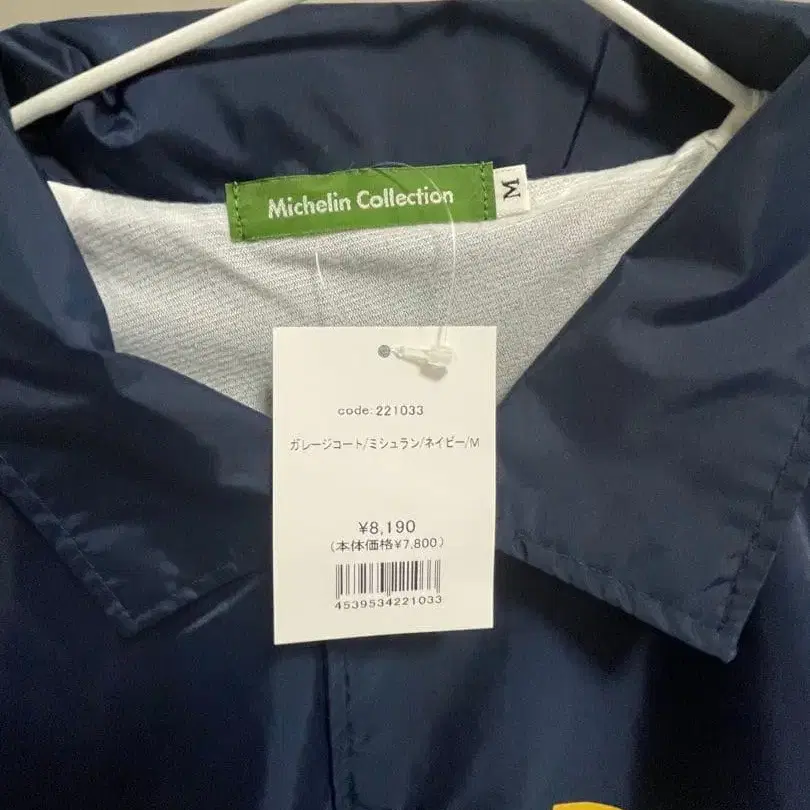 Michelin Collection
M
code:221033
ガレージコート/ミシュラン/ネイビー/M
¥8,190
(本体価格¥7,800)
4539534221033